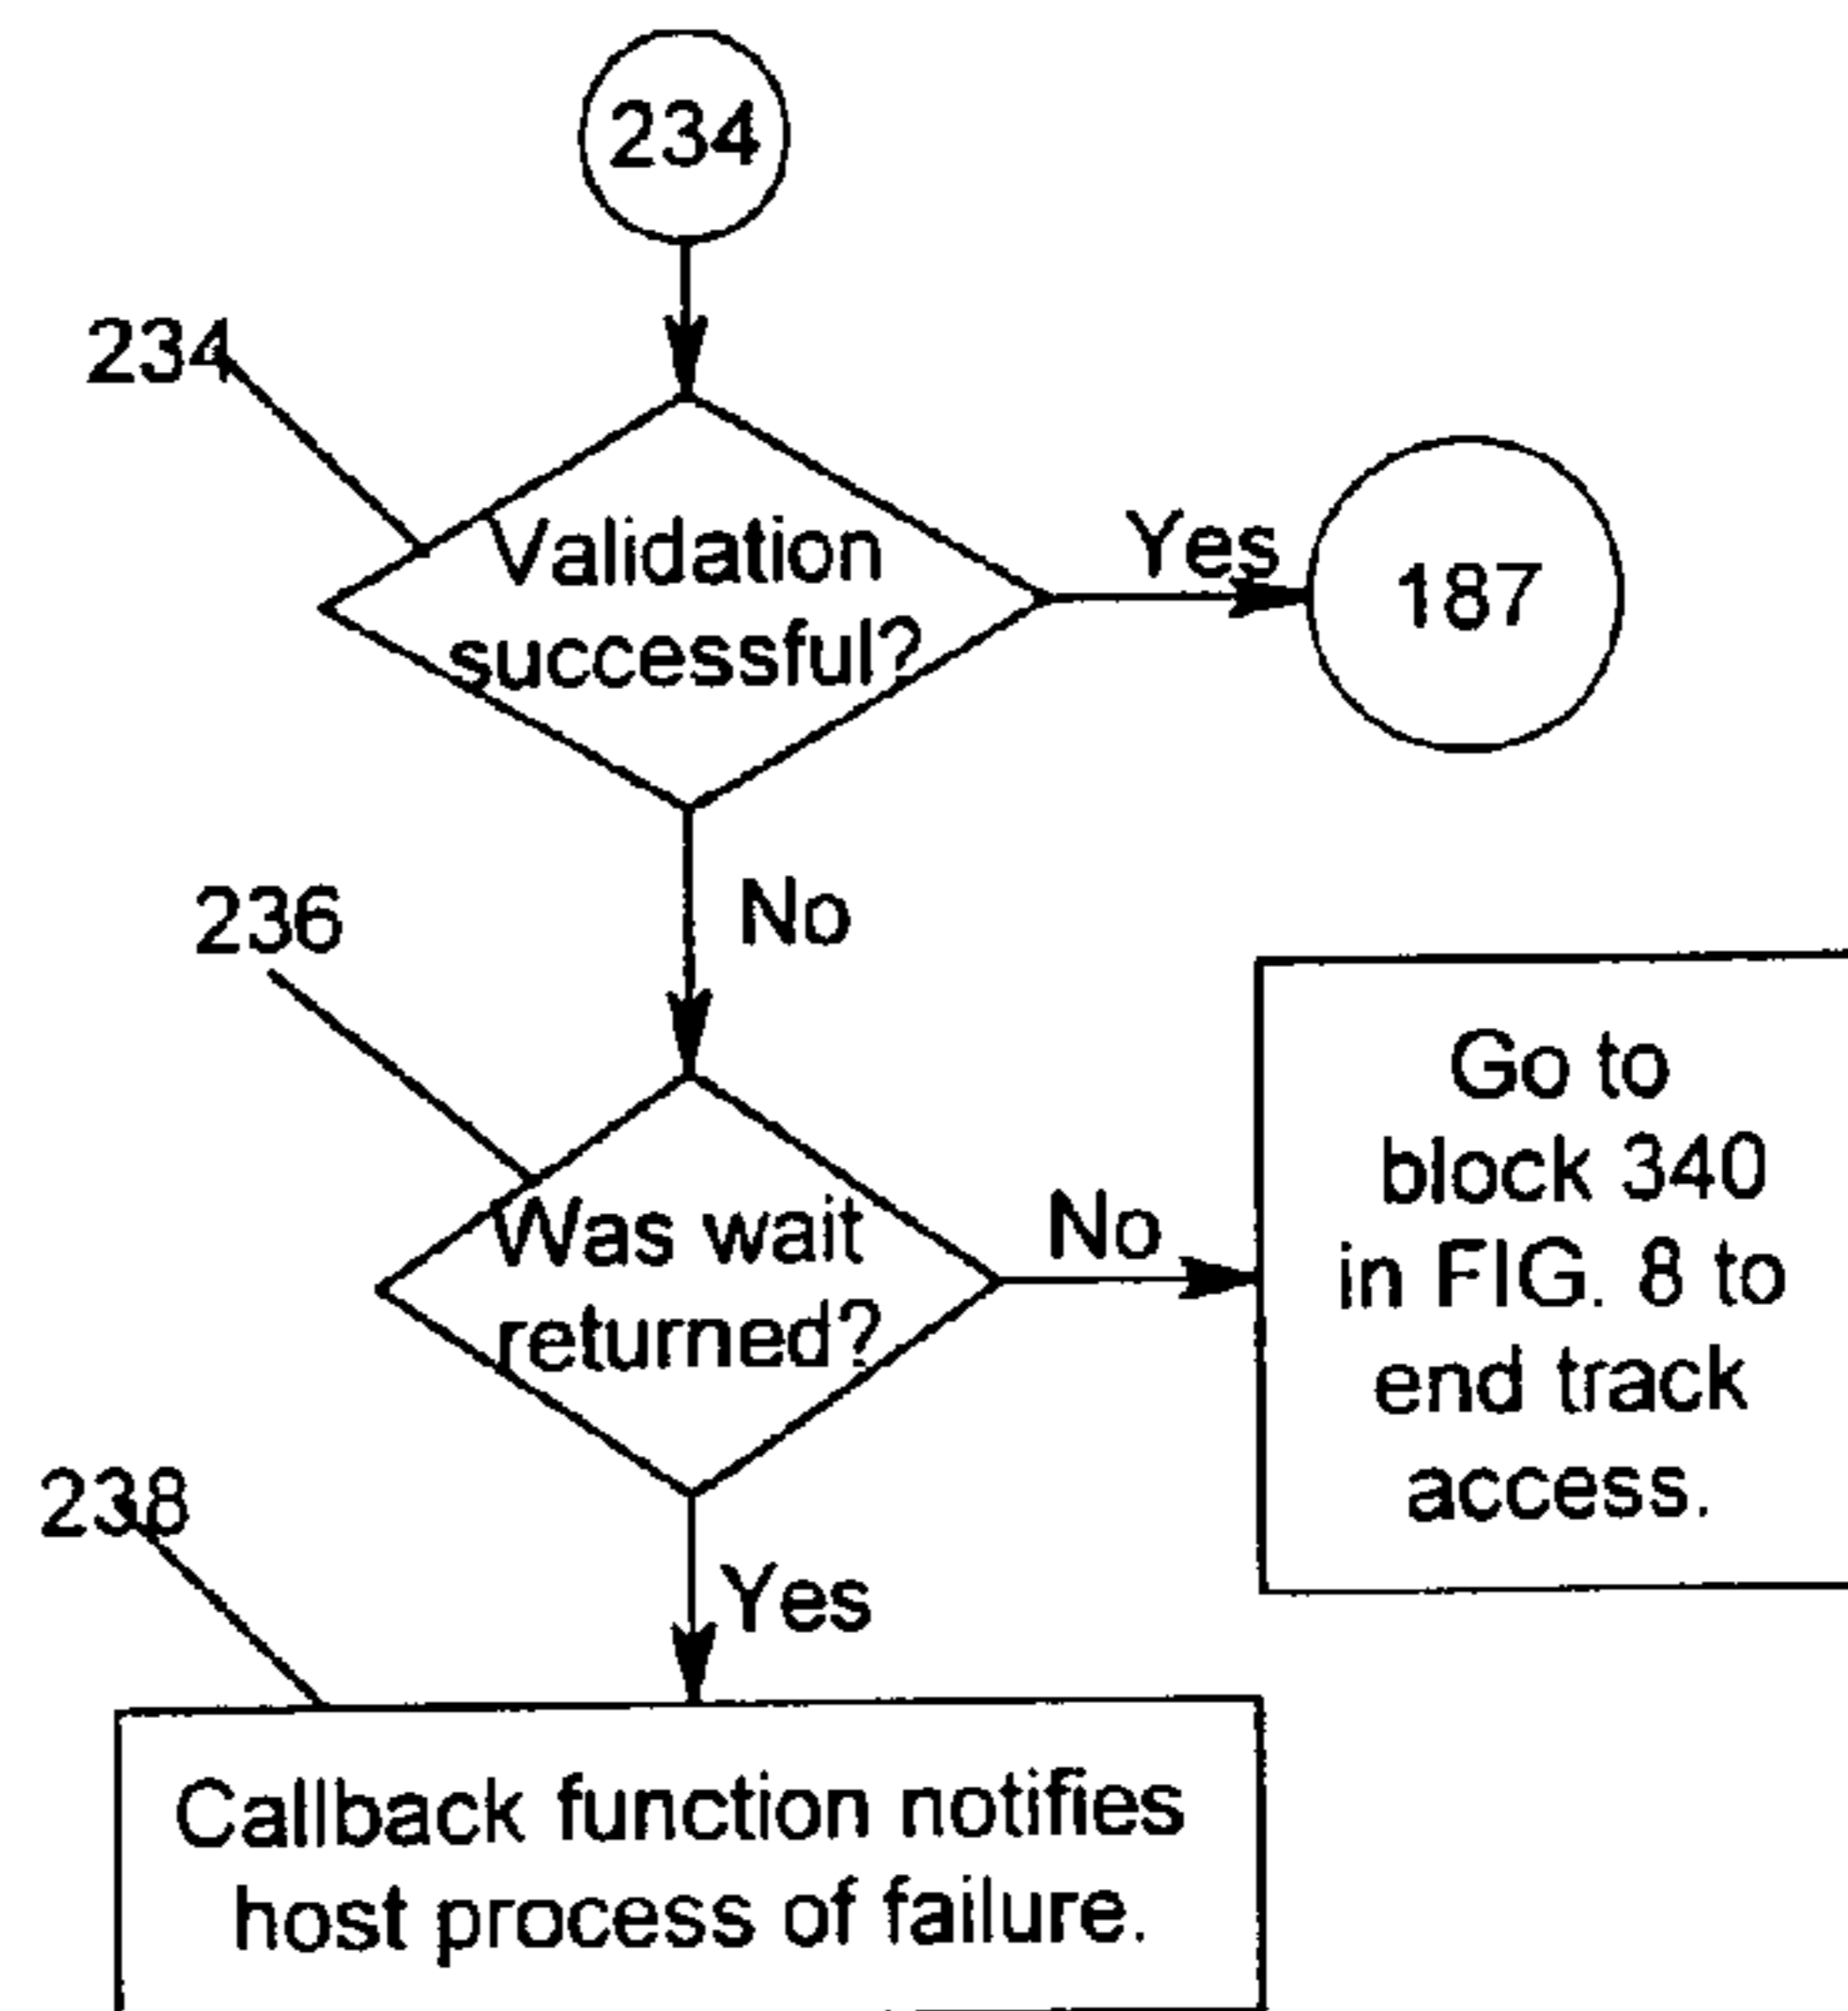 234
234
Validation
successful?
Yes
187
No
236
Was wait
returned?
No
Go to
block 340
in FIG. 8 to
end track
access.
Yes
238
Callback function notifies
host process of failure.